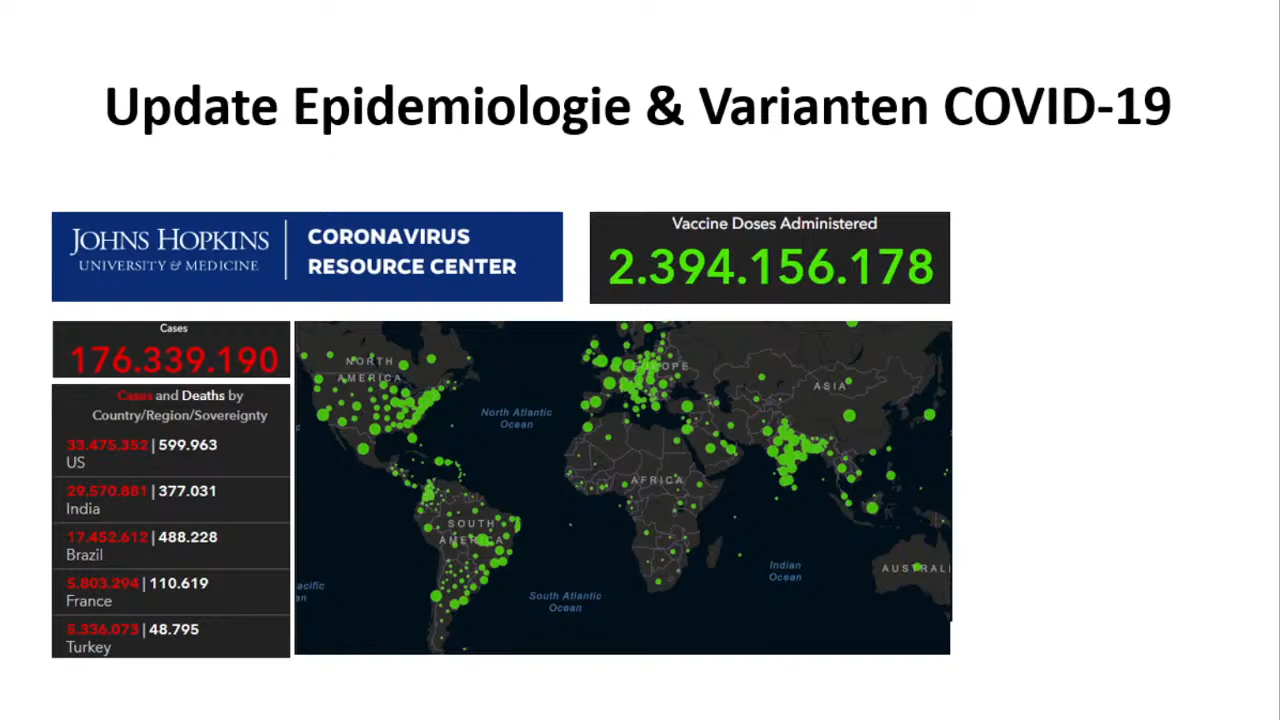 Update Epidemiologie & Varianten COVID-19
JOHNS HOPKINS
UNIVERSITY & MEDICINE
CORONAVIRUS
RESOURCE CENTER
Vaccine Doses Administered
2.394.156.178
Cases
176.339.190
Cases and Deaths by
Country/Region/Sovereignty
33.475.352 | 599.963
US
29.570.881 | 377.031
India
17.452.612 | 488.228
Brazil
5.803.294 | 110.619
France
5.336.073 | 48.795
Turkey
NORTH
AMERICA
North Atlantic
Ocean
EUROPE
ASIA
AFRICA
SOUTH
AMERICA
South Atlantic
Ocean
Indian
Ocean
AUSTRALI
acific